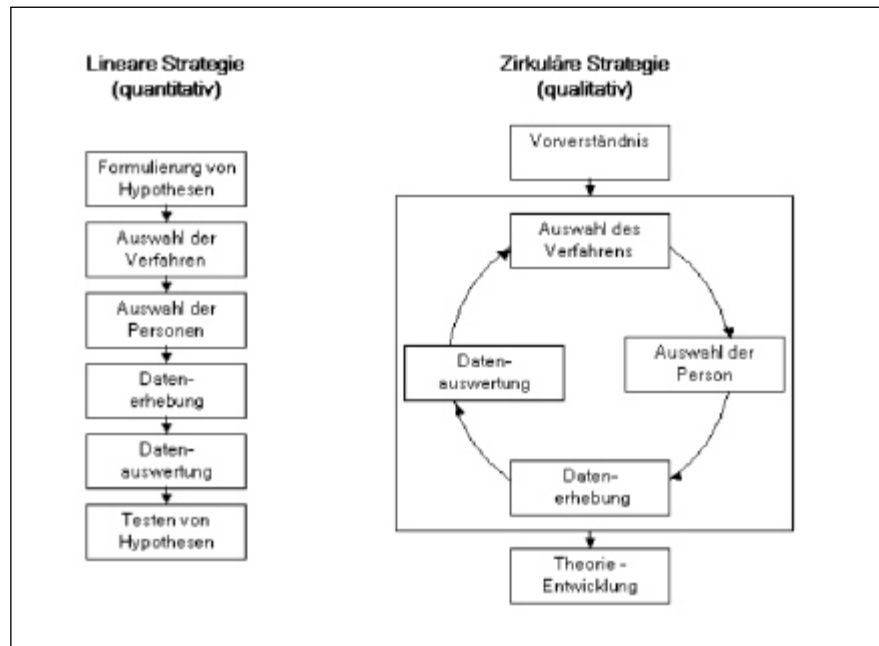 Lineare Strategie
(quantitativ)
Formulierung von
Hypothesen
Auswahl der
Verfahren
Auswahl der
Personen
Daten-
erhebung
Daten-
auswertung
Testen von
Hypothesen
Zirkuläre Strategie
(qualitativ)
Vorverständnis
Auswahl des
Verfahrens
Auswahl der
Person
Daten-
erhebung
Daten-
auswertung
Theorie -
Entwicklung